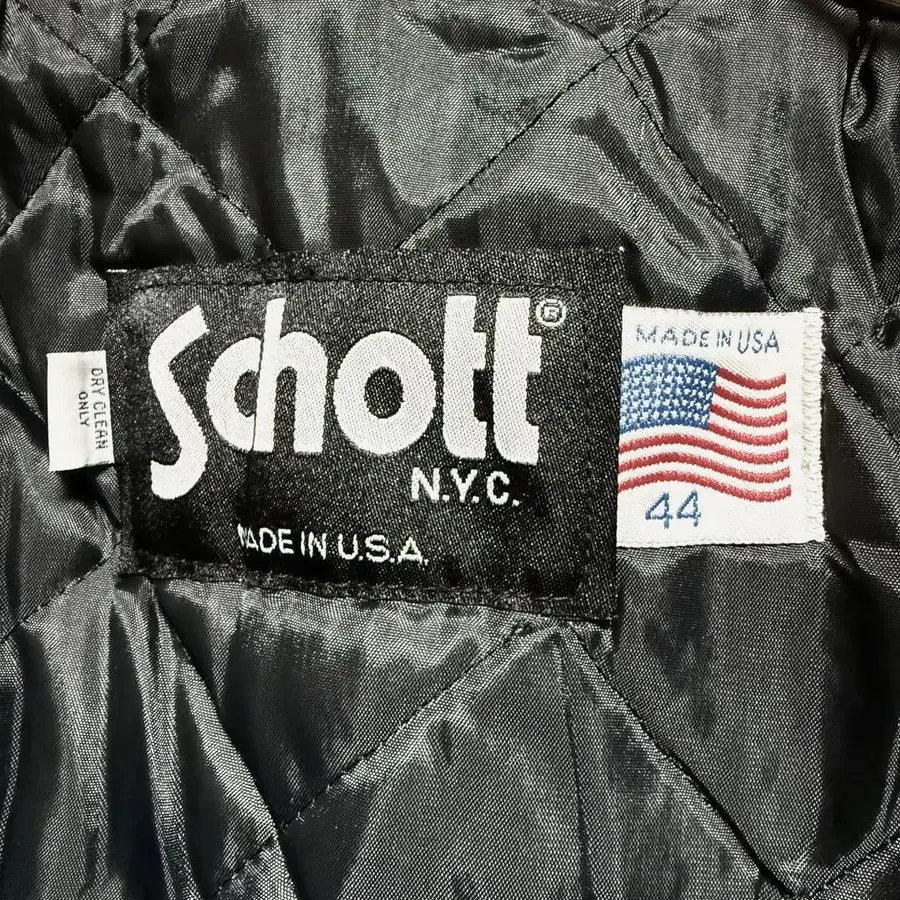 DRY CLEAN
ONLY
Schott®
N.Y.C.
MADE IN U.S.A.
MADE IN USA
44